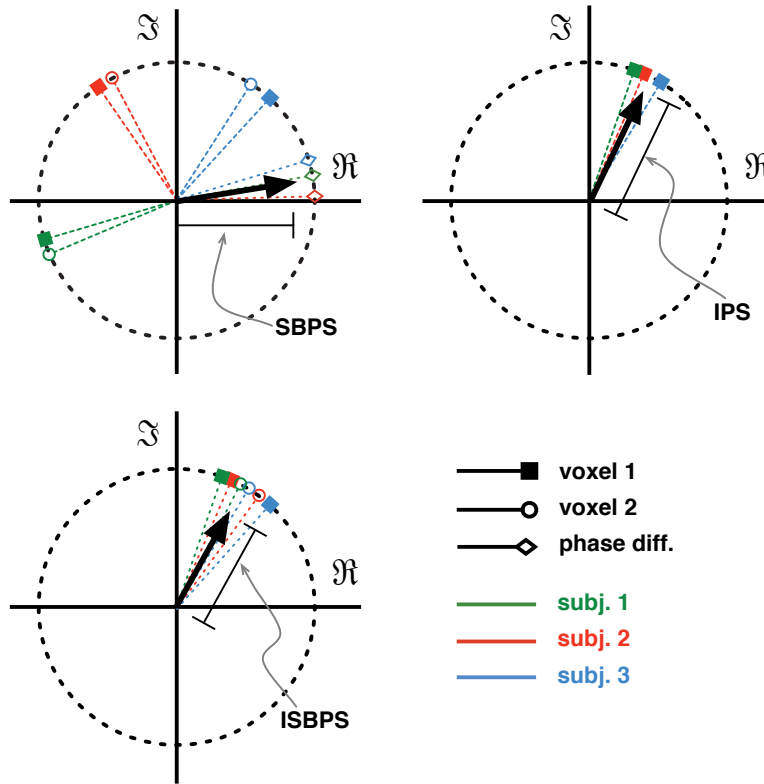 ℑ
ℜ
SBPS
ℑ
ℜ
IPS
ℑ
ℜ
ISBPS
voxel 1
voxel 2
phase diff.
subj. 1
subj. 2
subj. 3